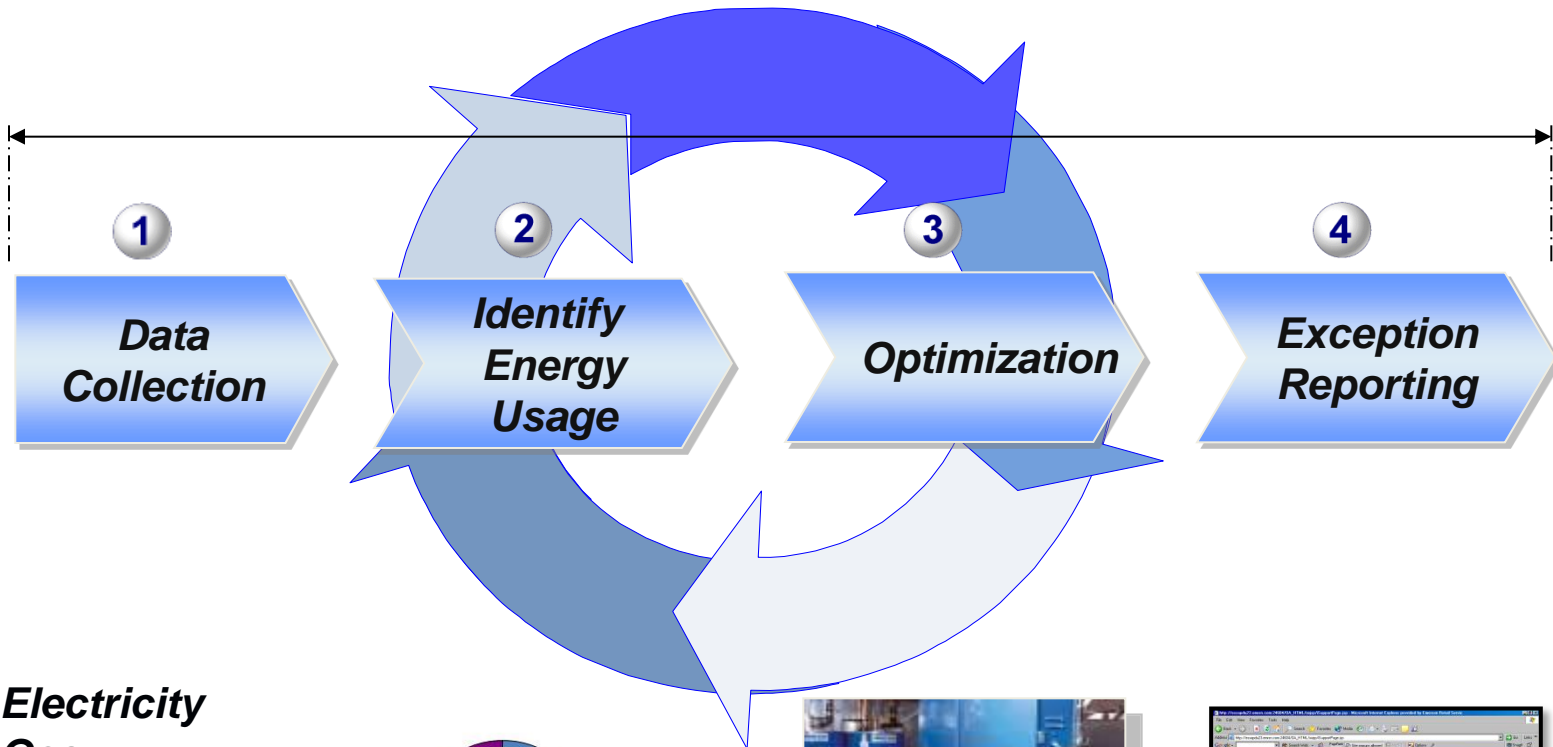 1
2
3
4
Data
Collection
Identify
Energy
Usage
Optimization
Exception
Reporting
Electricity